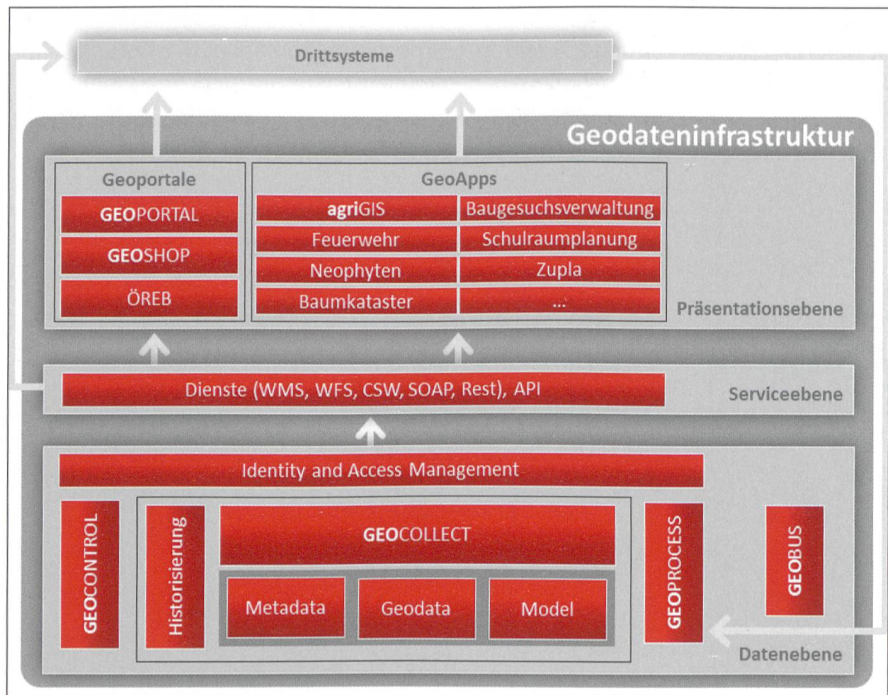 Drittsysteme
Geodateninfrastruktur
Geoportale
GEOPORTAL
GEOSHOP
ÖREB
GeoApps
agriGIS
Baugesuchsverwaltung
Feuerwehr
Schulraumplanung
Neophyten
Zupla
Baumkataster
...
Präsentationsebene
Dienste (WMS, WFS, CSW, SOAP, Rest), API
Serviceebene
Identity and Access Management
GEOCONTROL
Historisierung
GEOCOLLECT
Metadata
Geodata
Model
GEOPROCESS
GEOBUS
Datenebene